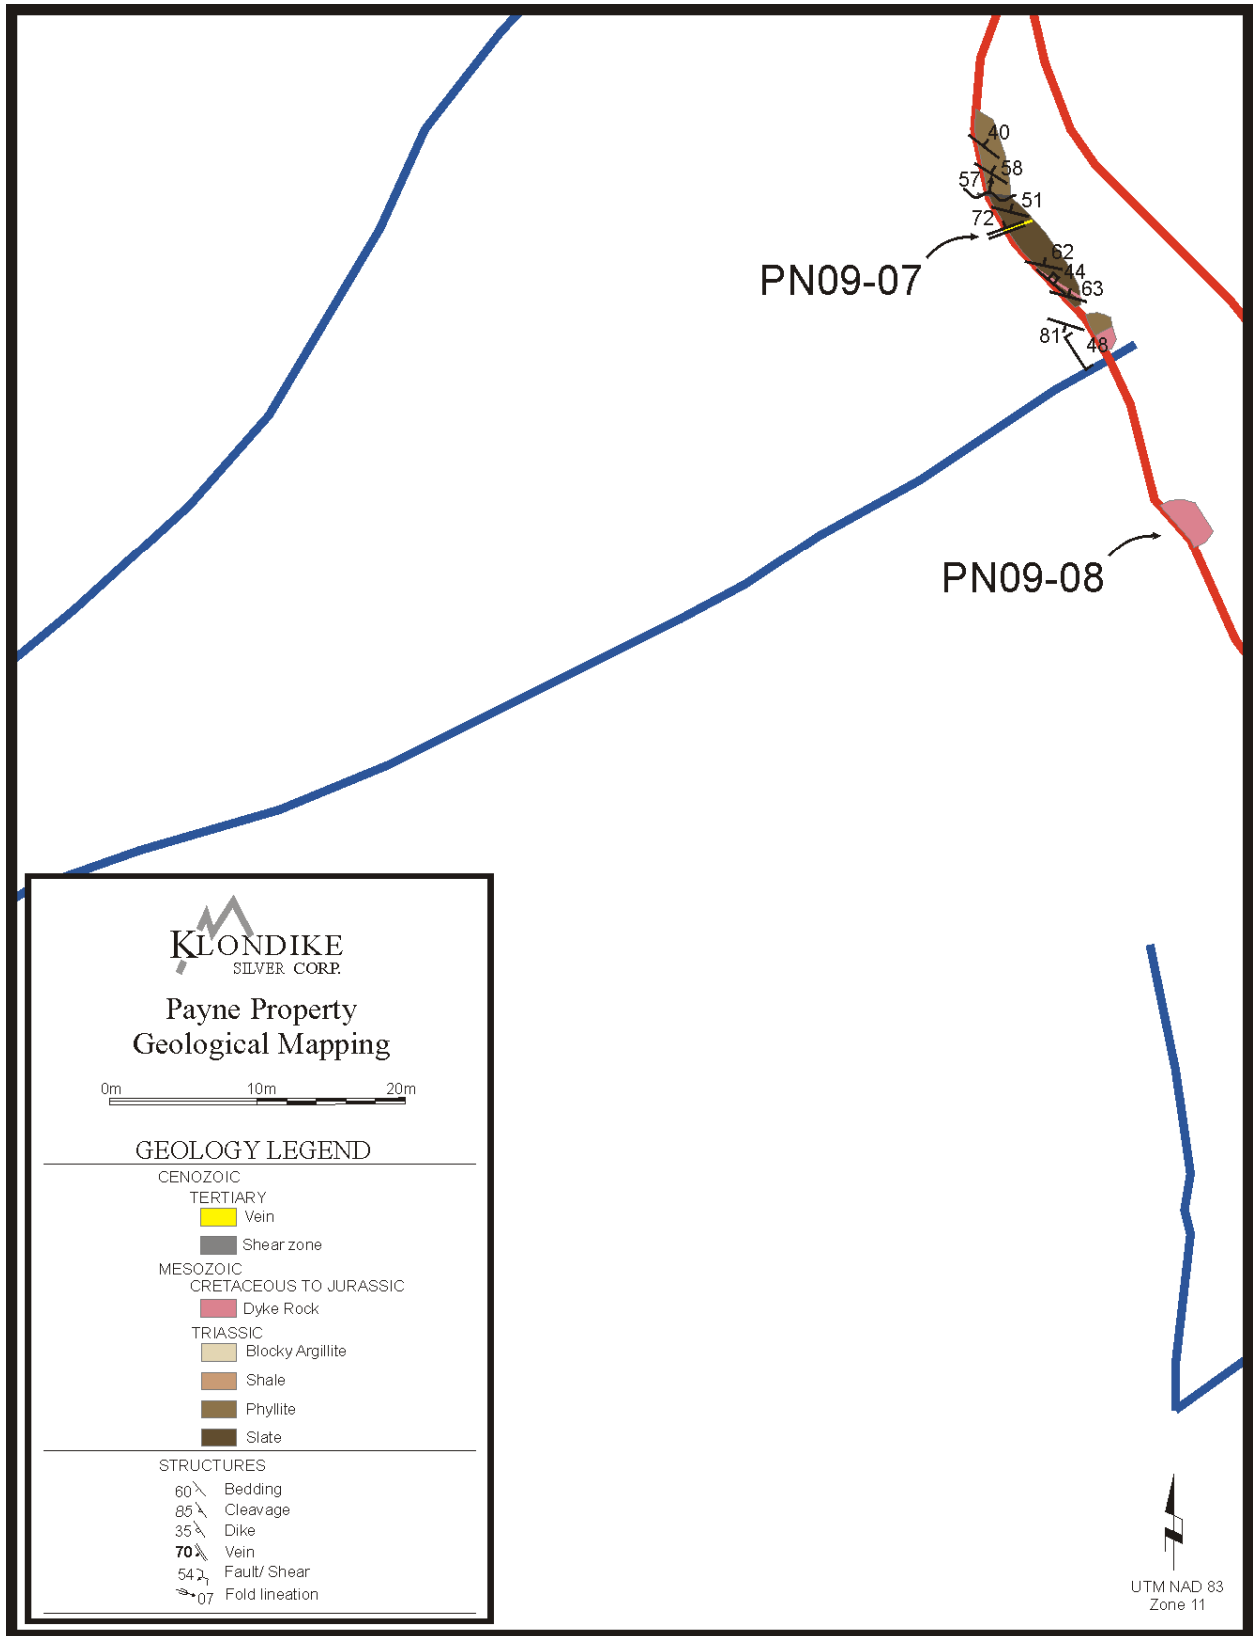 40
58
57
51
72
PN09-07
62
44
63
81
48
PN09-08
KLONDIKE
SILVER CORP.
Payne Property
Geological Mapping
0m 10m 20m
GEOLOGY LEGEND
CENOZOIC
TERTIARY
Vein
Shear zone
MESOZOIC
CRETACEOUS TO JURASSIC
Dyke Rock
TRIASSIC
Blocky Argillite
Shale
Phyllite
Slate
STRUCTURES
60 Bedding
85 Cleavage
35 Dike
70 Vein
54 Fault/ Shear
07 Fold lineation
UTM NAD 83
Zone 11